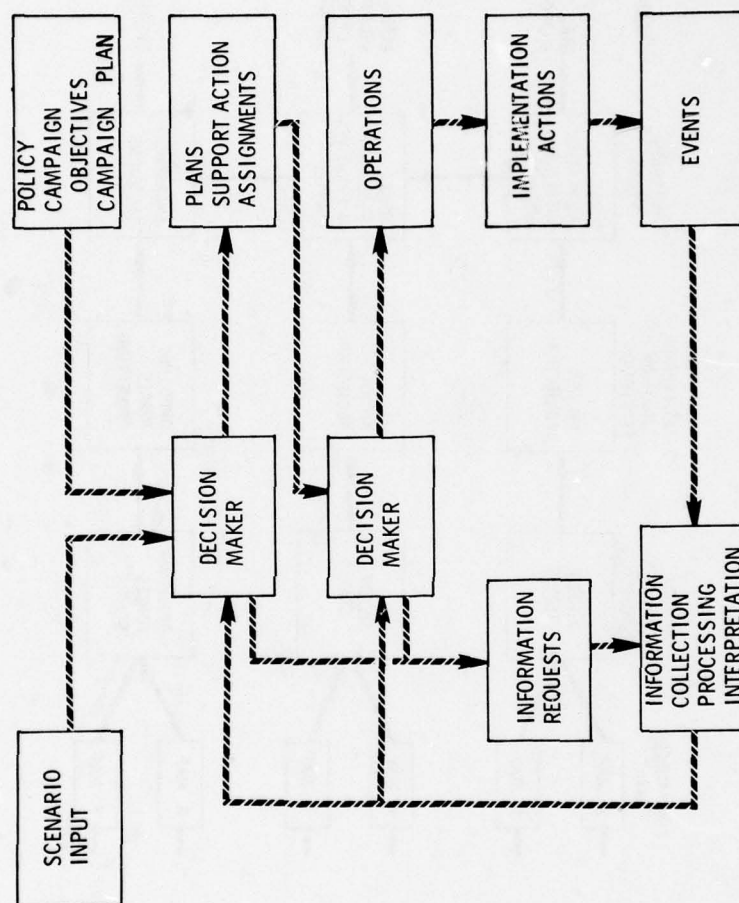 SCENARIO
INPUT
POLICY
CAMPAIGN
OBJECTIVES
CAMPAIGN PLAN
DECISION
MAKER
PLANS
SUPPORT ACTION
ASSIGNMENTS
DECISION
MAKER
OPERATIONS
INFORMATION
REQUESTS
IMPLEMENTATION
ACTIONS
INFORMATION
COLLECTION
PROCESSING
INTERPRETATION
EVENTS